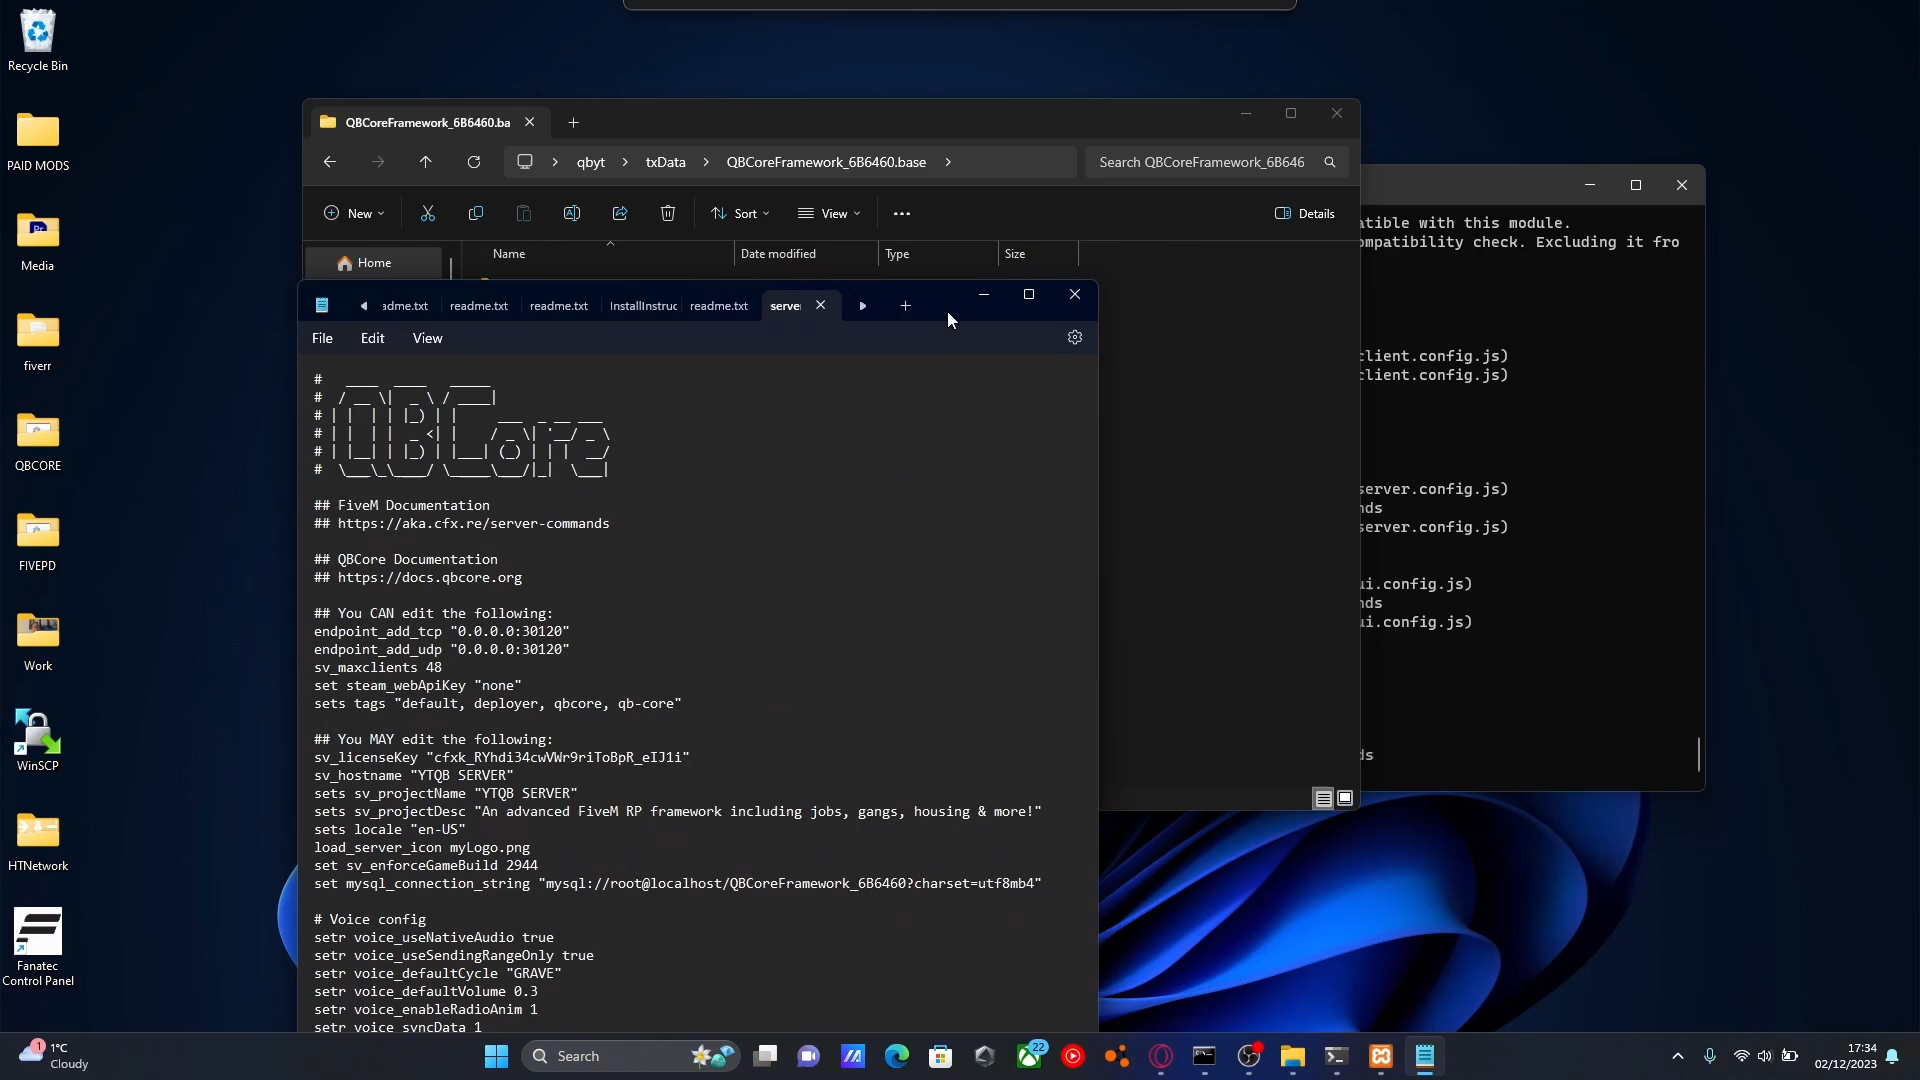 Recycle Bin
PAID MODS
Media
fiverr
QBCORE
FIVEPD
Work
WinSCP
HTNetwork
Fanatec
Control Panel
QBCoreFramework_6B6460.ba
qbyt
txData
QBCoreFramework_6B6460.base
Search QBCoreFramework_6B646
New
Sort
View
Details
Home
Name
Date modified
Type
Size
atible with this module.
ompatibility check. Excluding it fro
client.config.js)
client.config.js)
server.config.js)
nds
server.config.js)
ui.config.js)
nds
ui.config.js)
ds
adme.txt
readme.txt
readme.txt
InstallInstruc
readme.txt
serve
File
Edit
View
QBCore
## FiveM Documentation
## https://aka.cfx.re/server-commands
## QBCore Documentation
## https://docs.qbcore.org
## You CAN edit the following:
endpoint_add_tcp "0.0.0.0:30120"
endpoint_add_udp "0.0.0.0:30120"
sv_maxclients 48
set steam_webApiKey "none"
sets tags "default, deployer, qbcore, qb-core"
## You MAY edit the following:
sv_licenseKey "cfxk_RYhdi34cwVWr9riToBpR_eIJ1i"
sv_hostname "YTQB SERVER"
sets sv_projectName "YTQB SERVER"
sets sv_projectDesc "An advanced FiveM RP framework including jobs, gangs, housing & more!"
sets locale "en-US"
load_server_icon myLogo.png
set sv_enforceGameBuild 2944
set mysql_connection_string "mysql://root@localhost/QBCoreFramework_6B6460?charset=utf8mb4"
# Voice config
setr voice_useNativeAudio true
setr voice_useSendingRangeOnly true
setr voice_defaultCycle "GRAVE"
setr voice_defaultVolume 0.3
setr voice_enableRadioAnim 1
setr voice_syncData 1
1
1°C
Cloudy
Search
22
17:34
02/12/2023